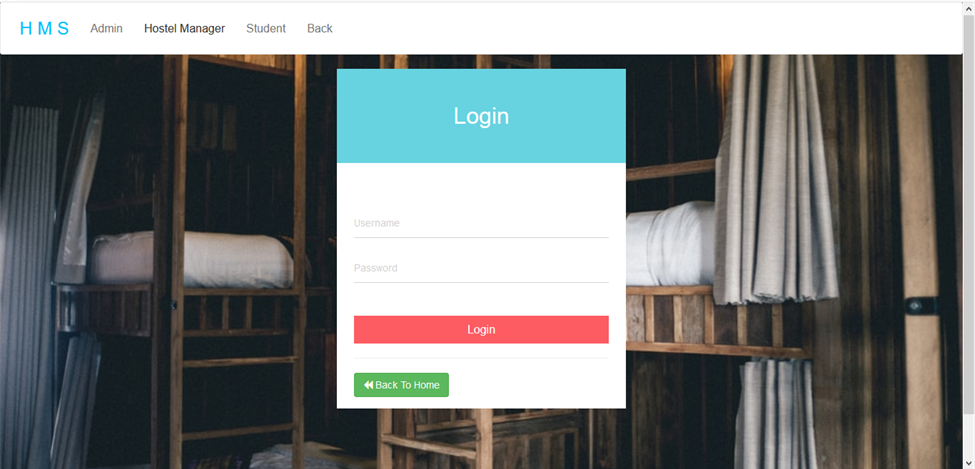 H M S Admin Hostel Manager Student Back
Login
Username
Password
Login
Back To Home